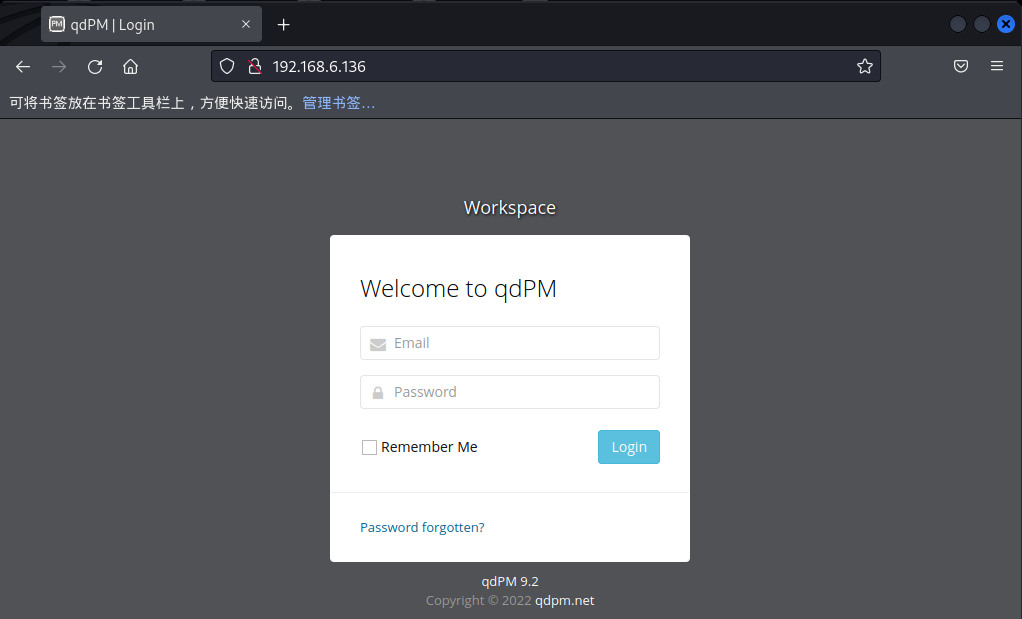 qdPM | Login
192.168.6.136
可将书签放在书签工具栏上，方便快速访问。管理书签…
Workspace
Welcome to qdPM
Email
Password
Remember Me
Login
Password forgotten?
qdPM 9.2
Copyright © 2022 qdpm.net